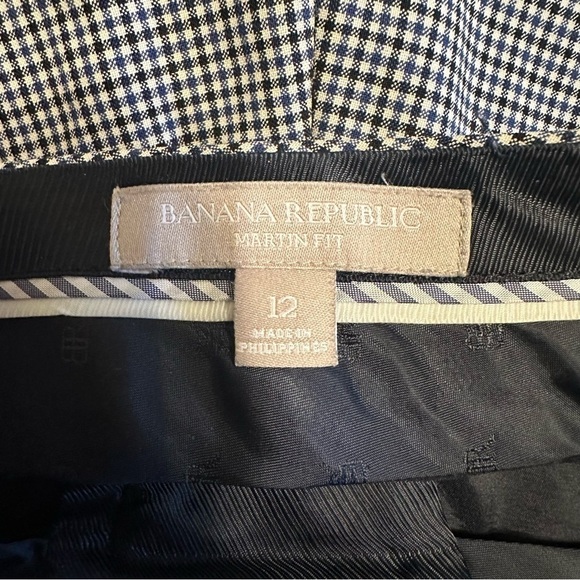 BANANA REPUBLIC
MARTIN FIT
12
MADE IN
PHILIPPINES